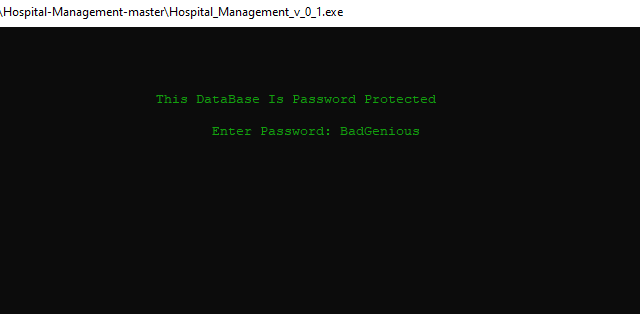 \Hospital-Management-master\Hospital_Management_v_0_1.exe
This DataBase Is Password Protected
Enter Password: BadGenious